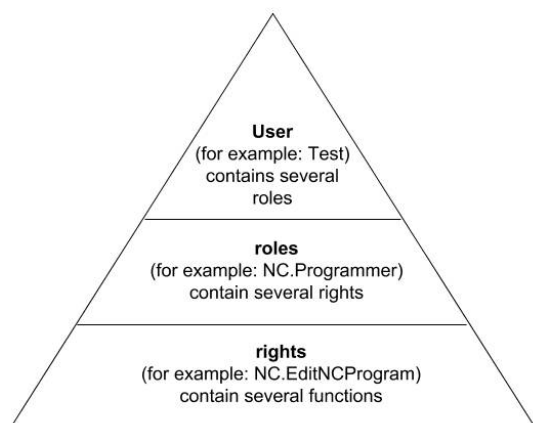 User
(for example: Test)
contains several
roles
roles
(for example: NC.Programmer)
contain several rights
rights
(for example: NC.EditNCProgram)
contain several functions